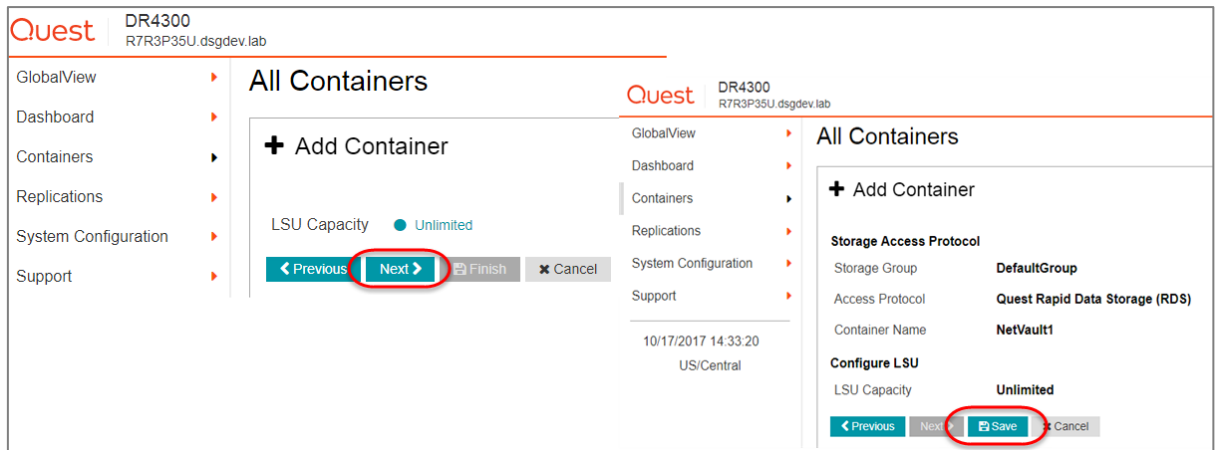 Quest
DR4300
R7R3P35U.dsgdev.lab
GlobalView
Dashboard
Containers
Replications
System Configuration
Support
All Containers
Add Container
LSU Capacity Unlimited
Previous Next Finish Cancel
Quest
DR4300
R7R3P35U.dsgdev.lab
GlobalView
Dashboard
Containers
Replications
System Configuration
Support
10/17/2017 14:33:20
US/Central
All Containers
Add Container
Storage Access Protocol
Storage Group DefaultGroup
Access Protocol Quest Rapid Data Storage (RDS)
Container Name NetVault1
Configure LSU
LSU Capacity Unlimited
Previous Next Save Cancel